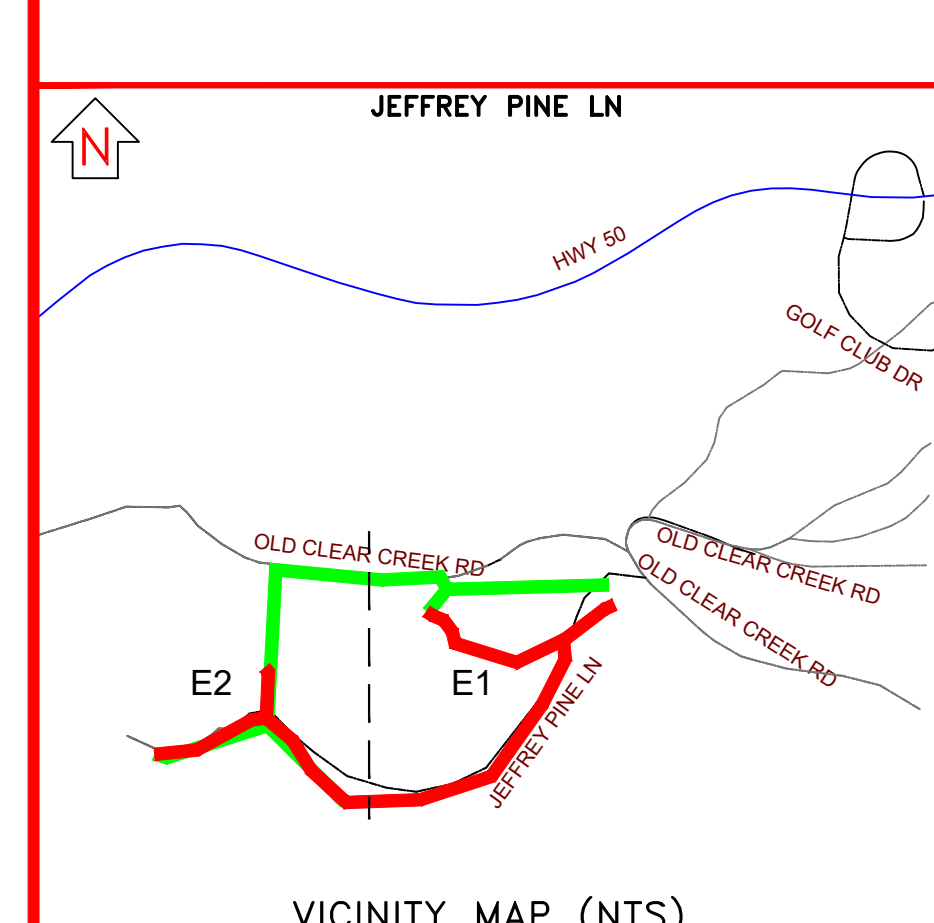 JEFFREY PINE LN
N
HWY 50
GOLF CLUB DR
OLD CLEAR CREEK RD
OLD CLEAR CREEK RD
OLD CLEAR CREEK RD
E2
E1
JEFFREY PINE LN
VICINITY MAP (NTS)